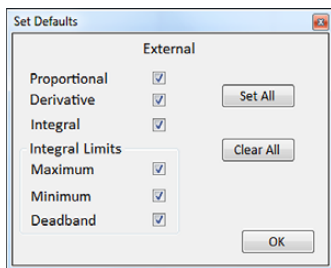 Set Defaults
External
Proportional
Derivative
Set All
Integral
Integral Limits
Clear All
Maximum
Minimum
Deadband
OK